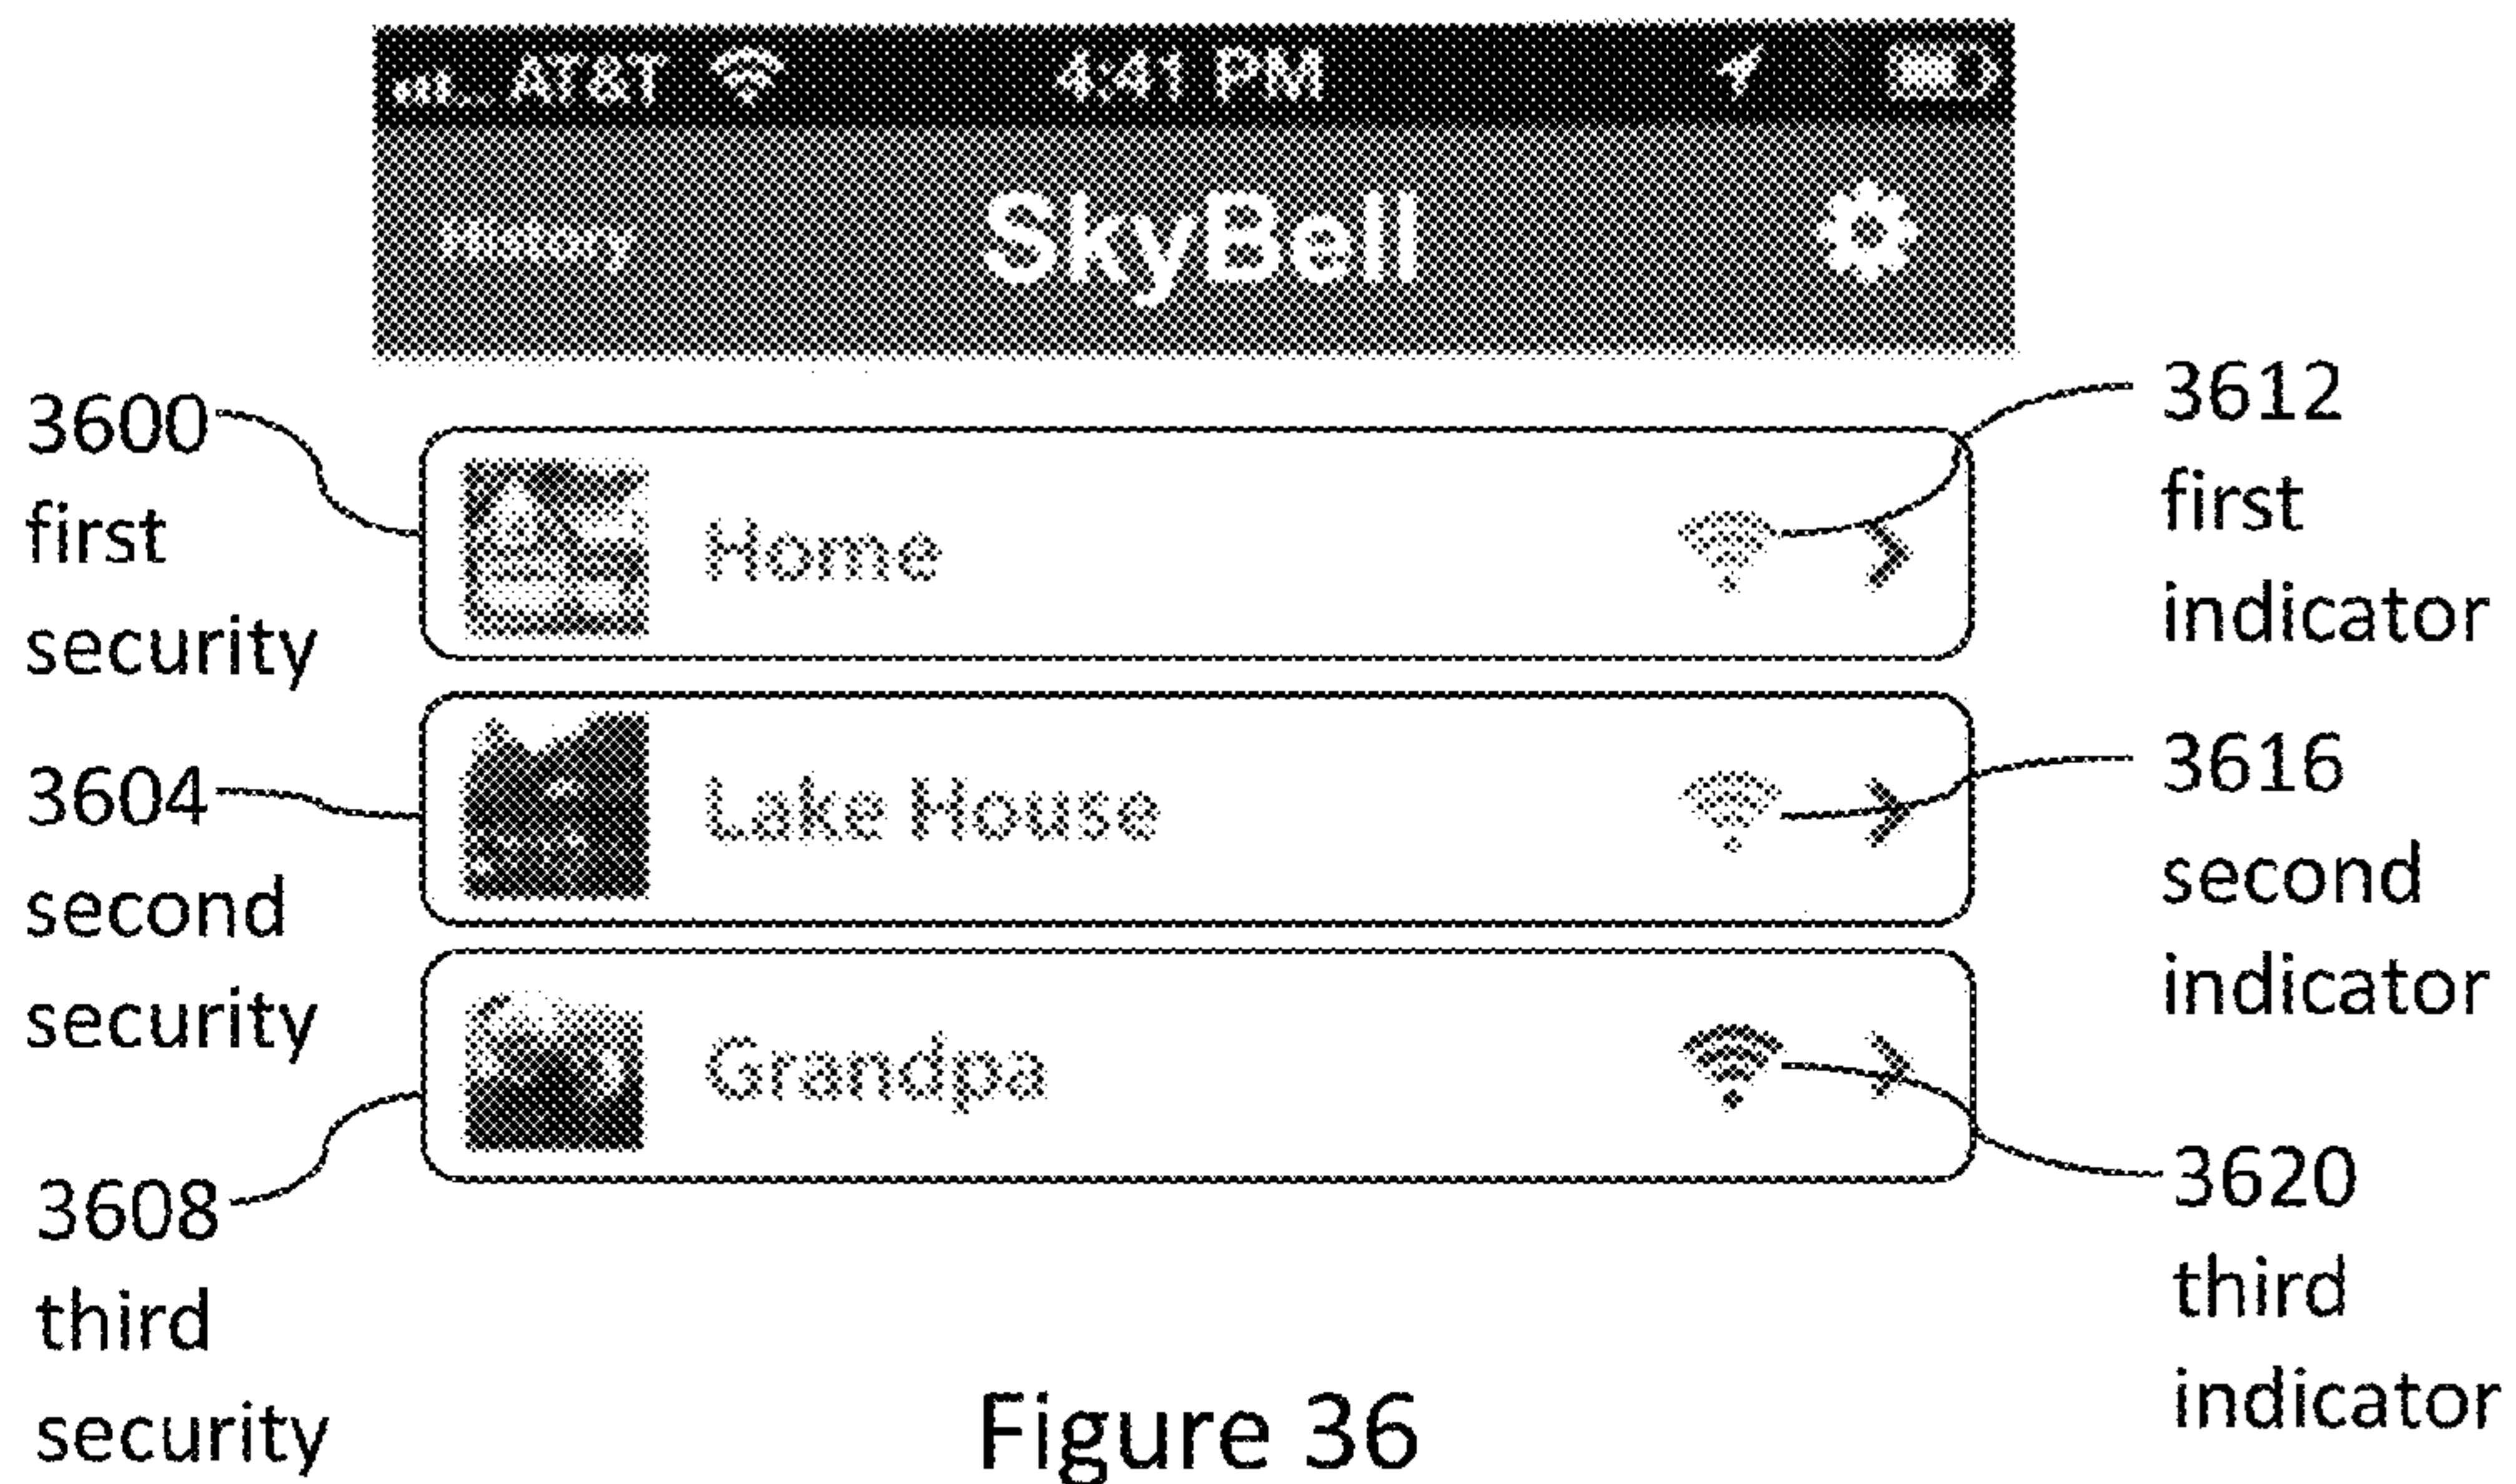 AT&T 4:41 PM
History SkyBell
3600
first
security
3604
second
security
3608
third
security
Home
Lake House
Grandpa
3612
first
indicator
3616
second
indicator
3620
third
indicator
Figure 36